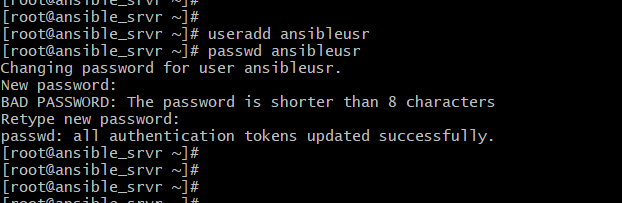 [root@ansible_srvr ~]#
[root@ansible_srvr ~]#
[root@ansible_srvr ~]# useradd ansibleusr
[root@ansible_srvr ~]# passwd ansibleusr
Changing password for user ansibleusr.
New password:
BAD PASSWORD: The password is shorter than 8 characters
Retype new password:
passwd: all authentication tokens updated successfully.
[root@ansible_srvr ~]#
[root@ansible_srvr ~]#
[root@ansible_srvr ~]#
[root@ansible_srvr ~]#